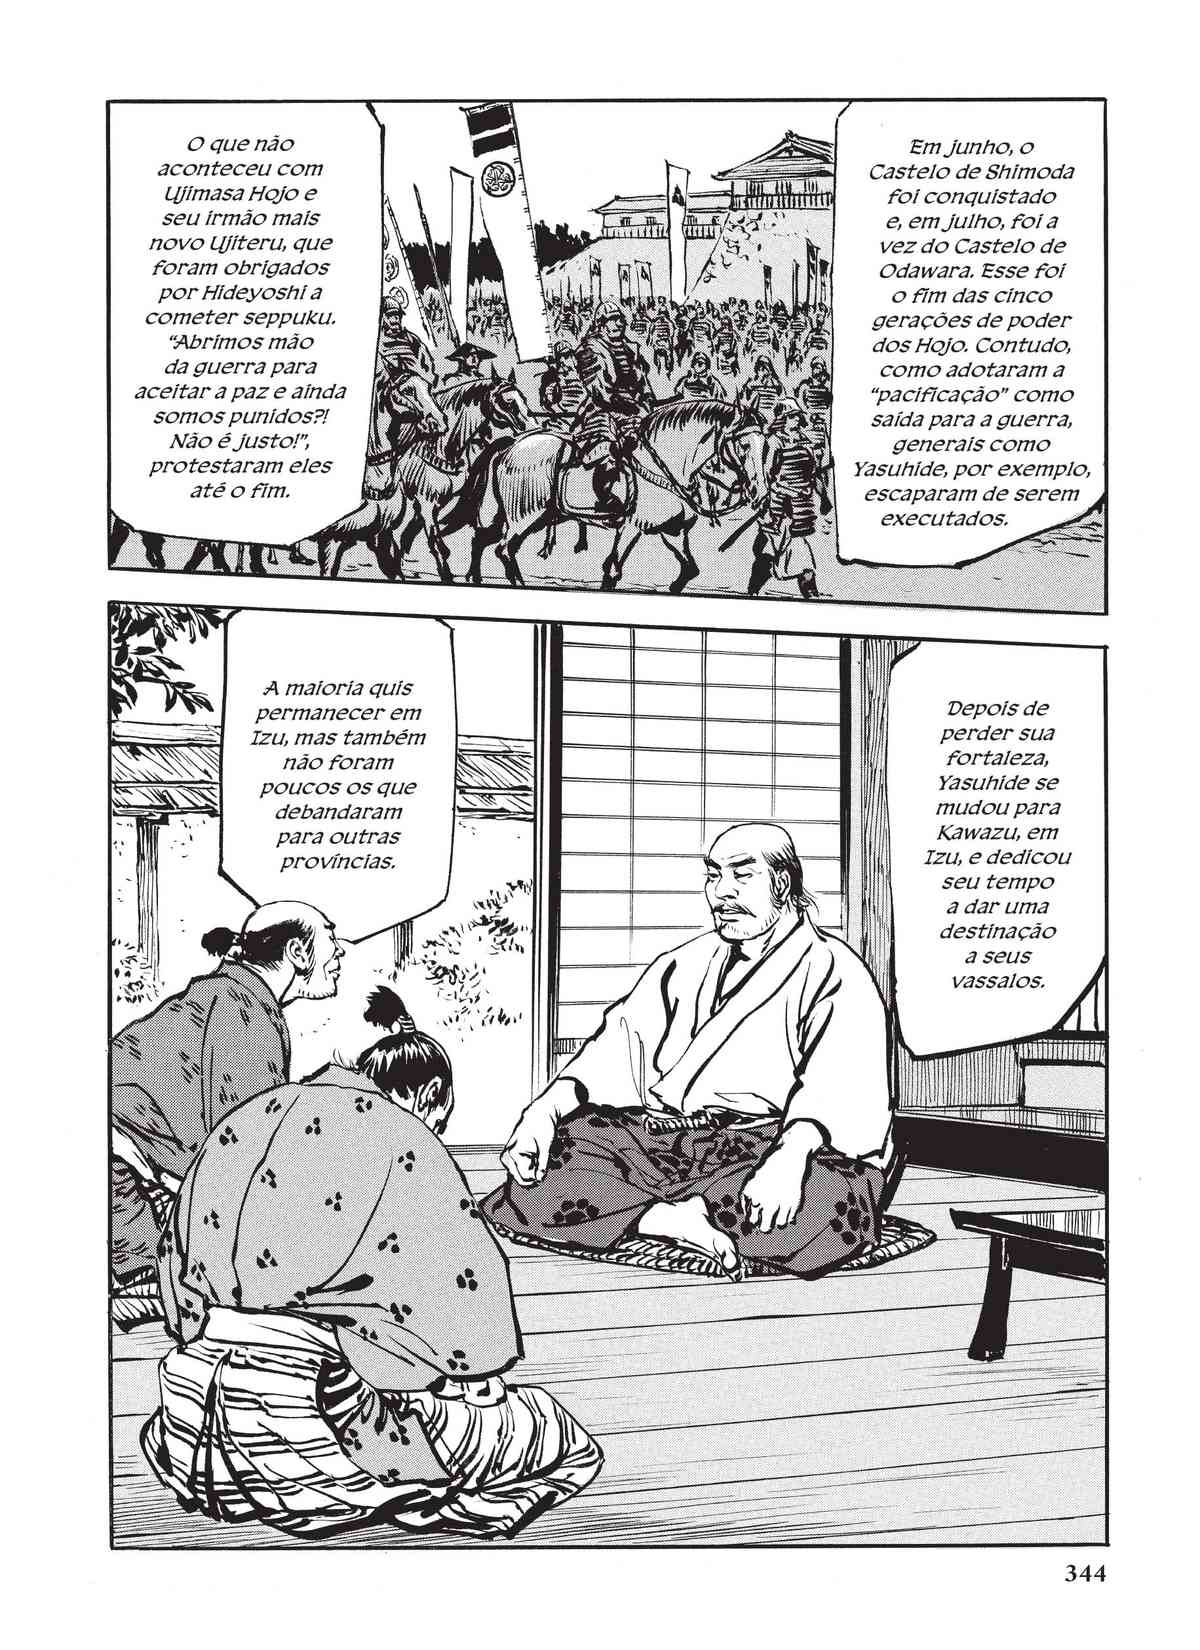 Em junho, o
Castelo de Shimoda
foi conquistado
e, em julho, foi a
vez do Castelo de
Odawara. Esse foi
o fim das cinco
gerações de poder
dos Hojo. Contudo,
como adotaram a
“pacificação” como
saída para a guerra,
generais como
Yasuhide, por exemplo,
escaparam de serem
executados.
O que não
aconteceu com
Ujimasa Hojo e
seu irmão mais
novo Ujiteru, que
foram obrigados
por Hideyoshi a
cometer seppuku.
“Abrimos mão
da guerra para
aceitar a paz e ainda
somos punidos?!
Não é justo!”,
protestaram eles
até o fim.
Depois de
perder sua
fortaleza,
Yasuhide se
mudou para
Kawazu, em
Izu, e dedicou
seu tempo
a dar uma
destinação
a seus
vassalos.
A maioria quis
permanecer em
Izu, mas também
não foram
poucos os que
debandaram
para outras
províncias.
344